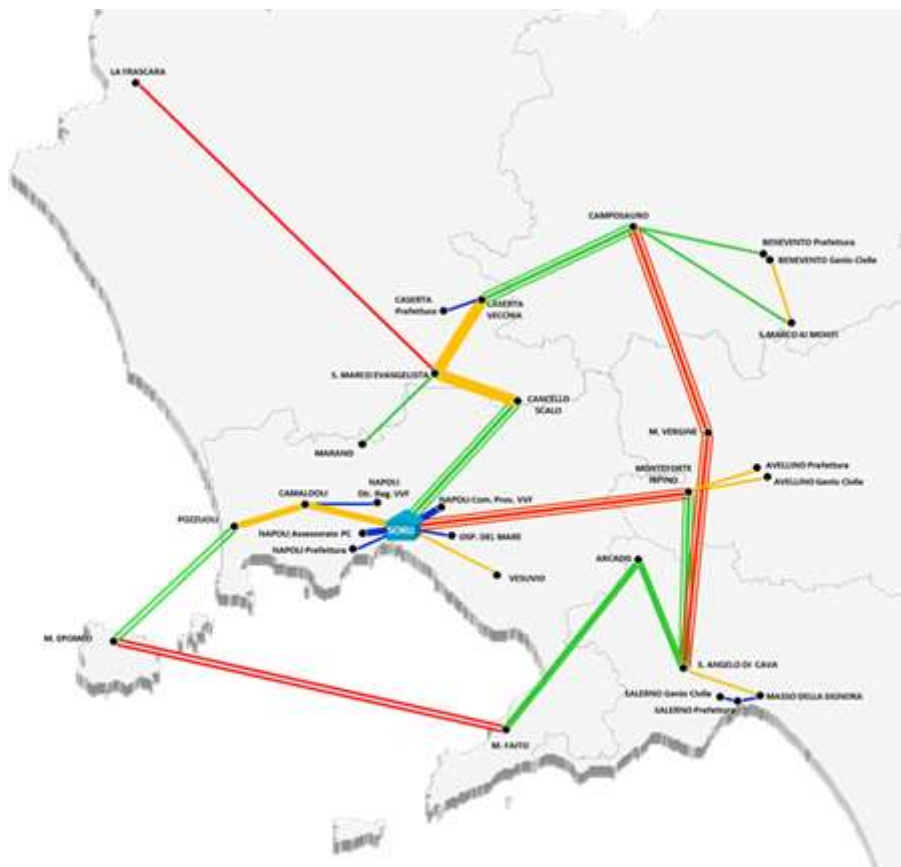 LA FRASCARA
CAMPOSAURO
BENEVENTO Prefettura
BENEVENTO Genio Civile
CASERTA
Prefettura
CASERTA
VECCHIA
S.MARCO AI MONTI
S. MARCO EVANGELISTA
CANCELLO
SCALO
M. VERGINE
MARANO
MONTEFORTE
IRPINO
AVELLINO Prefettura
AVELLINO Genio Civile
NAPOLI
Dir. Reg. VVF
CAMALDOLI
NAPOLI Com. Prov. VVF
POZZUOLI
SORU
NAPOLI Assessorato PC
OSP. DEL MARE
NAPOLI Prefettura
ARCADO
VESUVIO
M. EPOMEO
S. ANGELO DI CAVA
SALERNO Genio Civile
MASSO DELLA SIGNORA
SALERNO Prefettura
M. FAITO